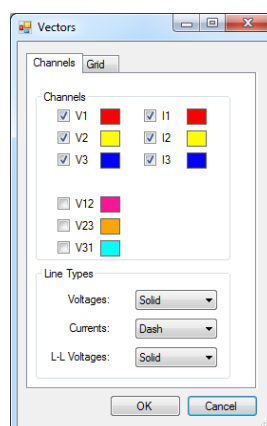 Vectors
Channels Grid
Channels
V1 I1
V2 I2
V3 I3
V12
V23
V31
Line Types
Voltages: Solid
Currents: Dash
L-L Voltages: Solid
OK Cancel